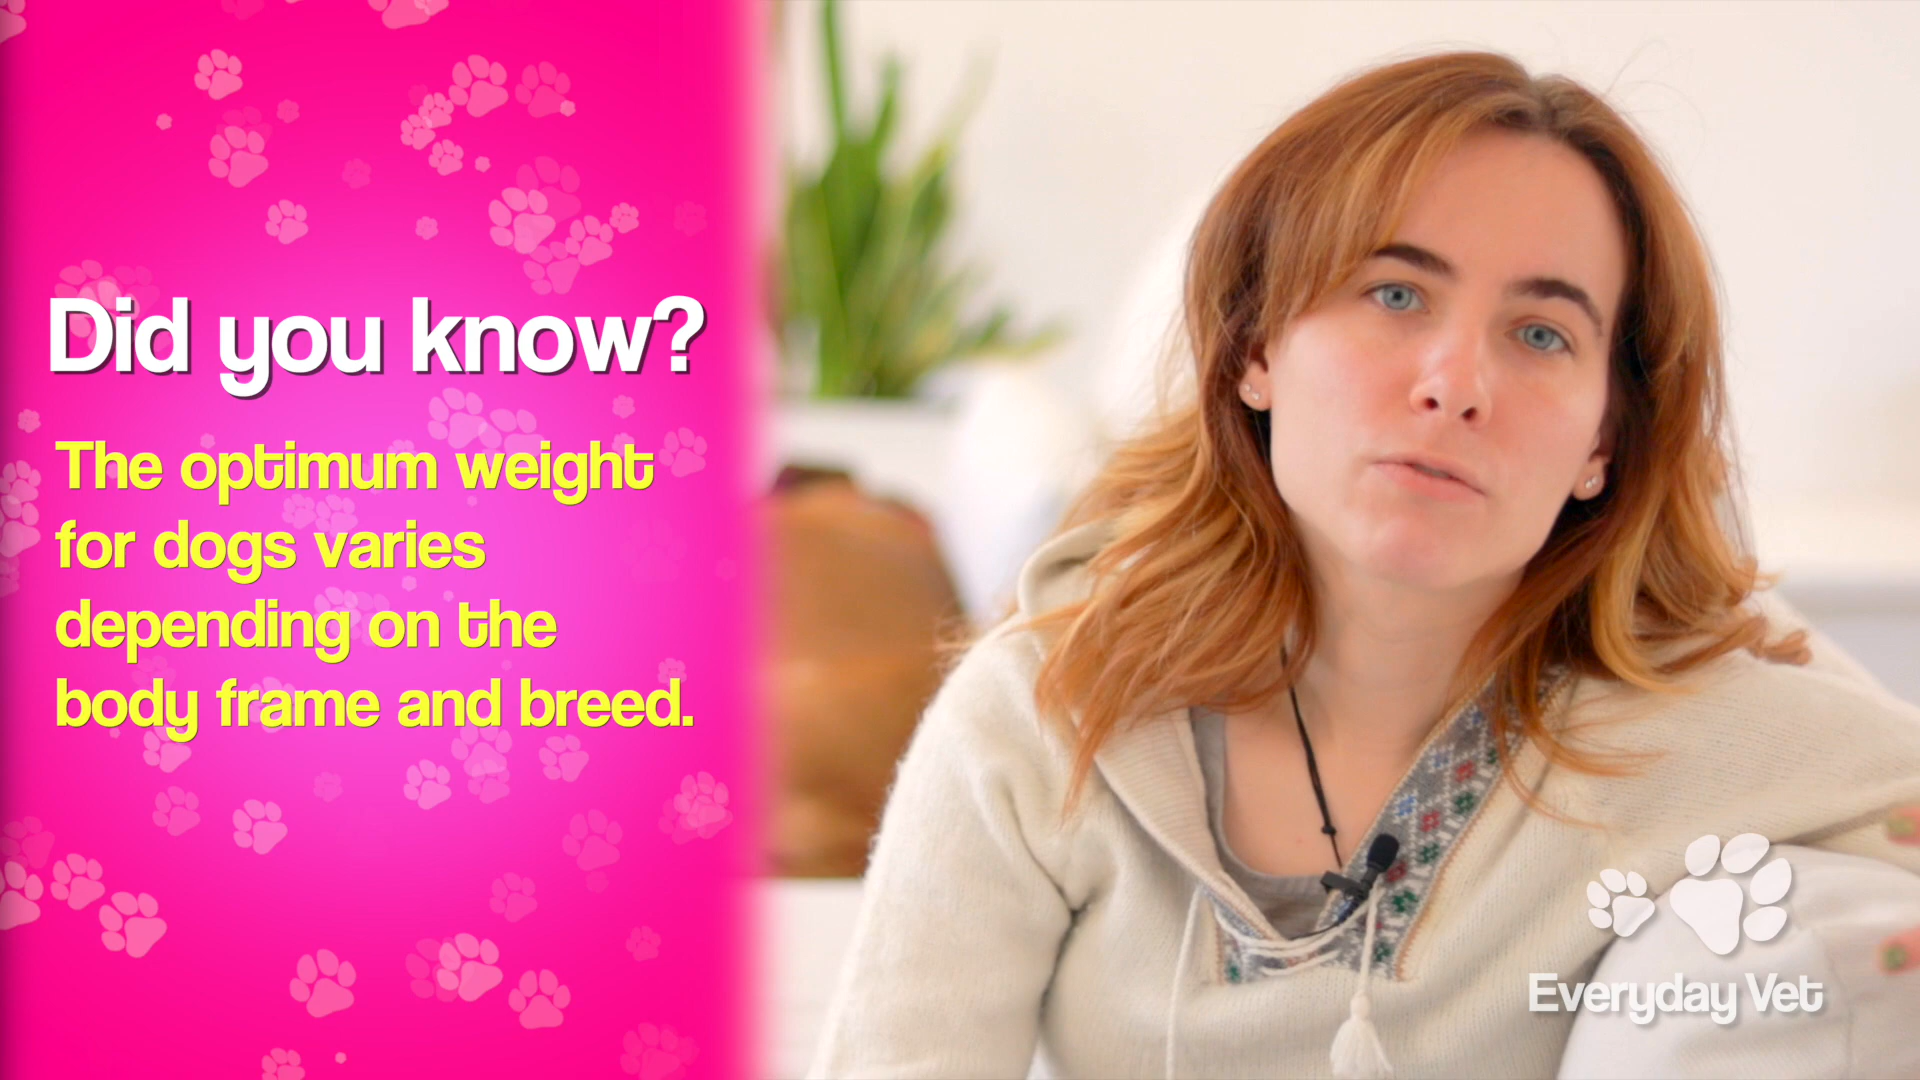 Did you know?
The optimum weight
for dogs varies
depending on the
body frame and breed.
Everyday Vet